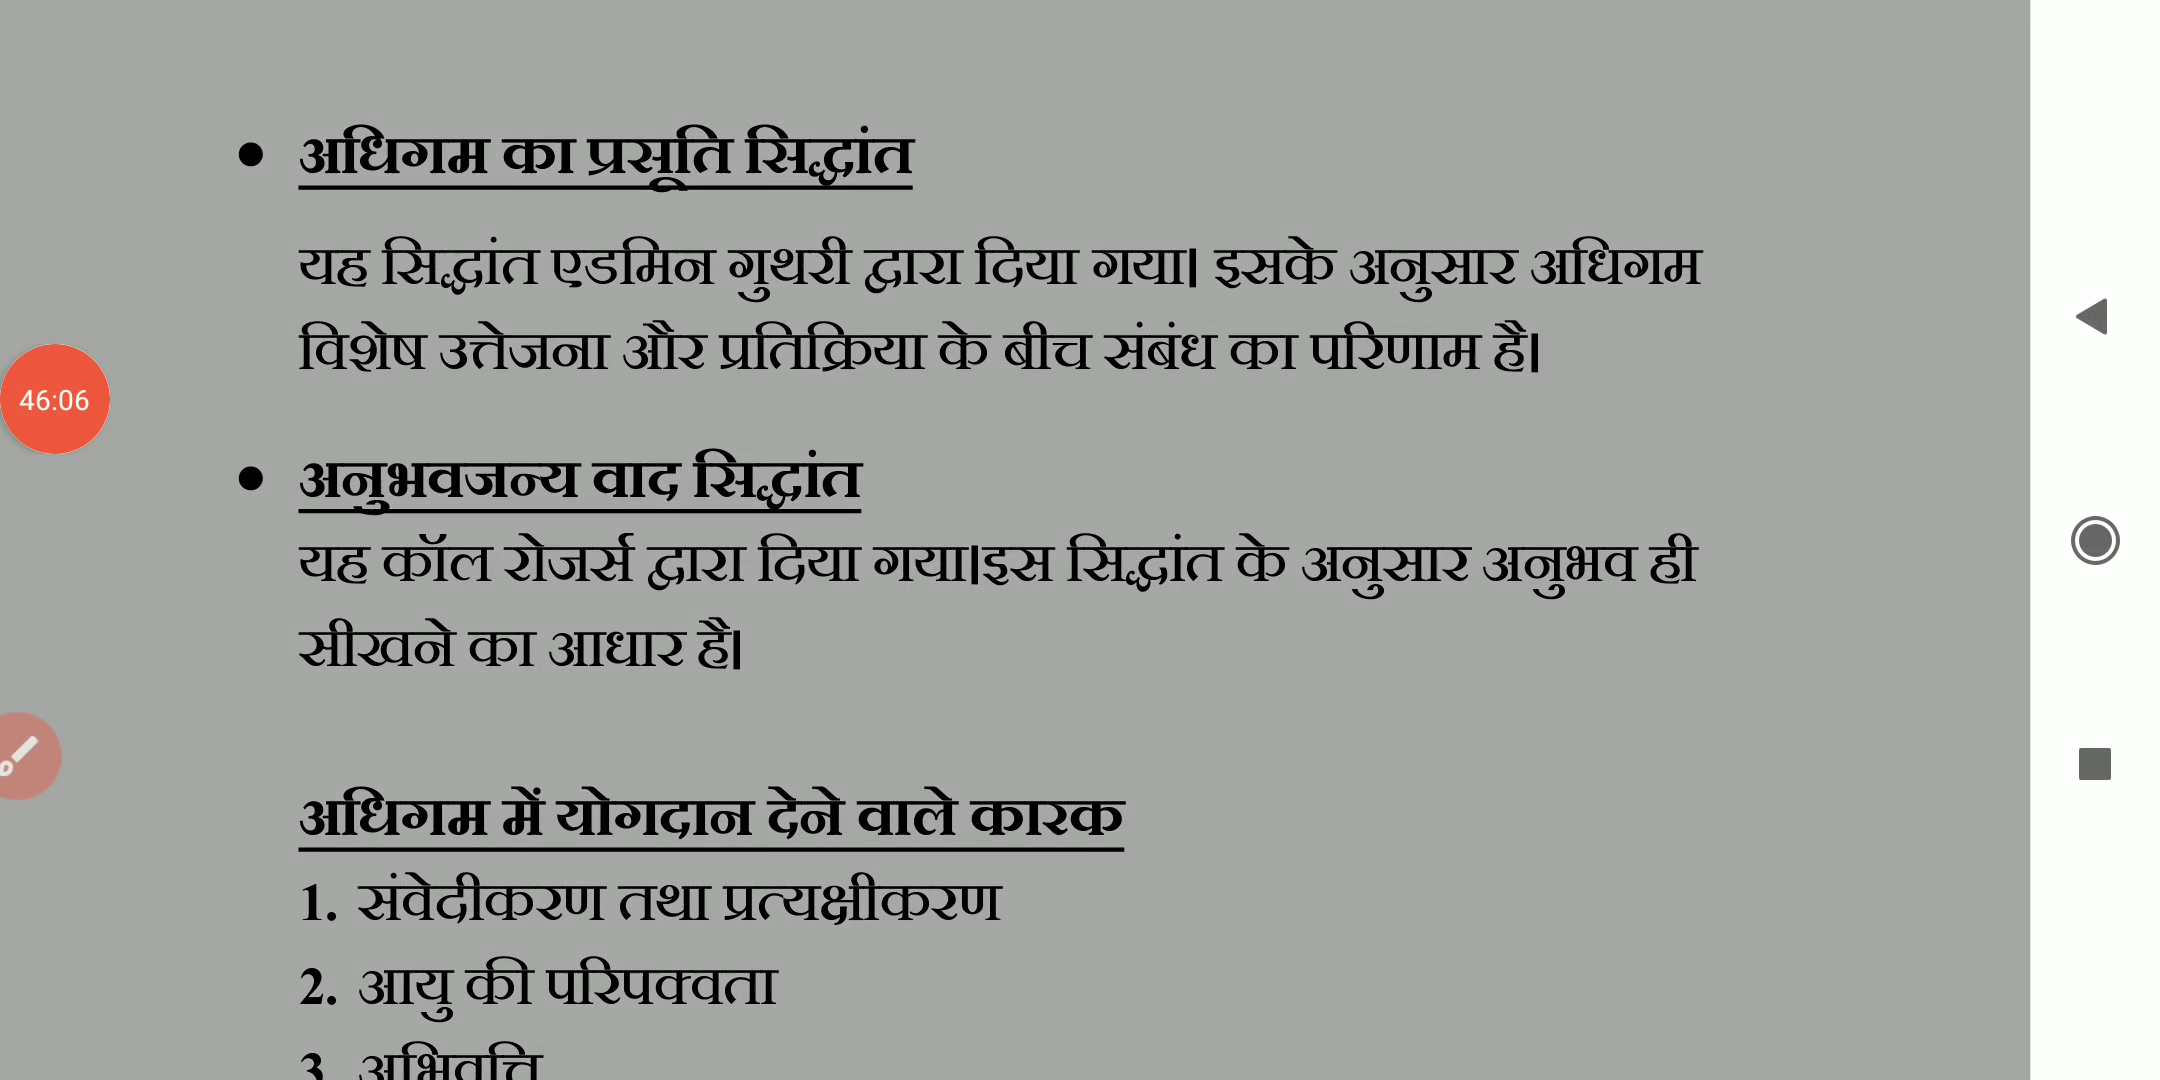 • अधिगम का प्रसूति सिद्धांत
यह सिद्धांत एडमिन गुथरी द्वारा दिया गया। इसके अनुसार अधिगम
विशेष उत्तेजना और प्रतिक्रिया के बीच संबंध का परिणाम है।
46:06
• अनुभवजन्य वाद सिद्धांत
यह कॉल रोजर्स द्वारा दिया गया।इस सिद्धांत के अनुसार अनुभव ही
सीखने का आधार है।
अधिगम में योगदान देने वाले कारक
1. संवेदीकरण तथा प्रत्यक्षीकरण
2. आयु की परिपक्वता
3. अभिवृत्ति